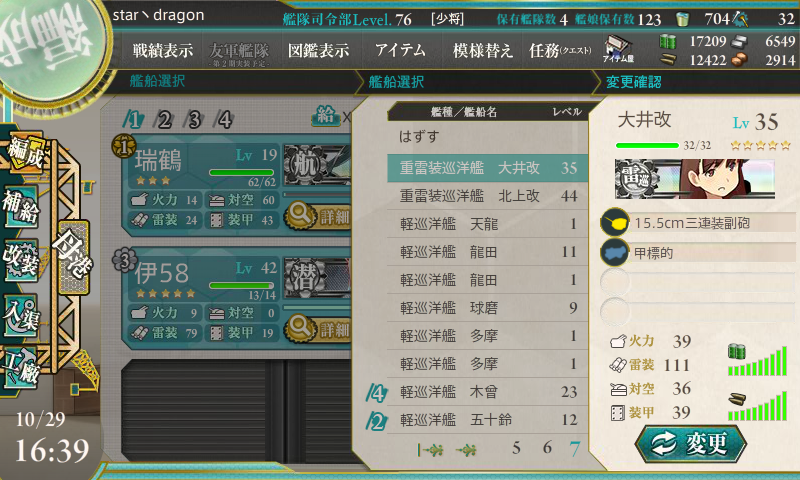 star丶dragon
艦隊司令部Level. 76 [少将]
保有艦隊数 4 艦娘保有数 123 704 32
戦績表示
友軍艦隊
第2期実装予定
図鑑表示
アイテム
模様替え
任務(クエスト)
アイテム屋
17209 6549
12422 2914
艦船選択
艦船選択
変更確認
編成
編成
補給
改装
入渠
工廠
母港
10/29
16:39
/1 2 3 4
給
1
瑞鶴 Lv 19
★★★
62/62
火力 14 対空 60
雷装 24 装甲 43
航
詳細
3
伊58 Lv 42
★★★★★
13/14
火力 9 対空 0
雷装 79 装甲 19
潜
詳細
艦種／艦船名 レベル
はずす
重雷装巡洋艦 大井改 35
重雷装巡洋艦 北上改 44
軽巡洋艦 天龍 1
軽巡洋艦 龍田 11
軽巡洋艦 龍田 1
軽巡洋艦 球磨 9
軽巡洋艦 多摩 1
軽巡洋艦 多摩 1
/4 軽巡洋艦 木曾 23
/2 軽巡洋艦 五十鈴 12
5 6 7
大井改 Lv 35
32/32 ★★★★★
雷巡
15.5cm三連装副砲
甲標的
火力 39
雷装 111
対空 36
装甲 39
変更